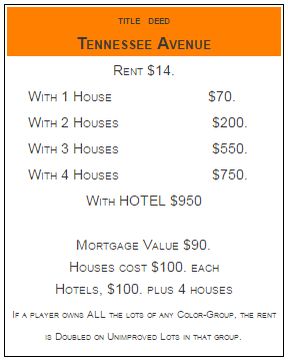 TITLE DEED
TENNESSEE AVENUE
RENT $14.
WITH 1 HOUSE $70.
WITH 2 HOUSES $200.
WITH 3 HOUSES $550.
WITH 4 HOUSES $750.
WITH HOTEL $950
MORTGAGE VALUE $90.
HOUSES COST $100. EACH
HOTELS, $100. PLUS 4 HOUSES
IF A PLAYER OWNS ALL THE LOTS OF ANY COLOR-GROUP, THE RENT
IS DOUBLED ON UNIMPROVED LOTS IN THAT GROUP.